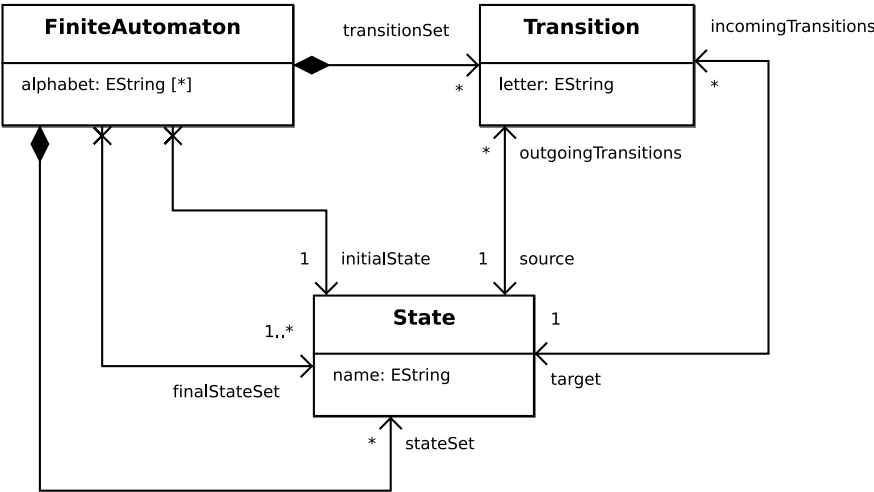 FiniteAutomaton
transitionSet
Transition
incomingTransitions
alphabet: EString [*]
*
letter: EString
*
*
outgoingTransitions
1
initialState
1
source
State
1
1..*
name: EString
target
finalStateSet
*
stateSet